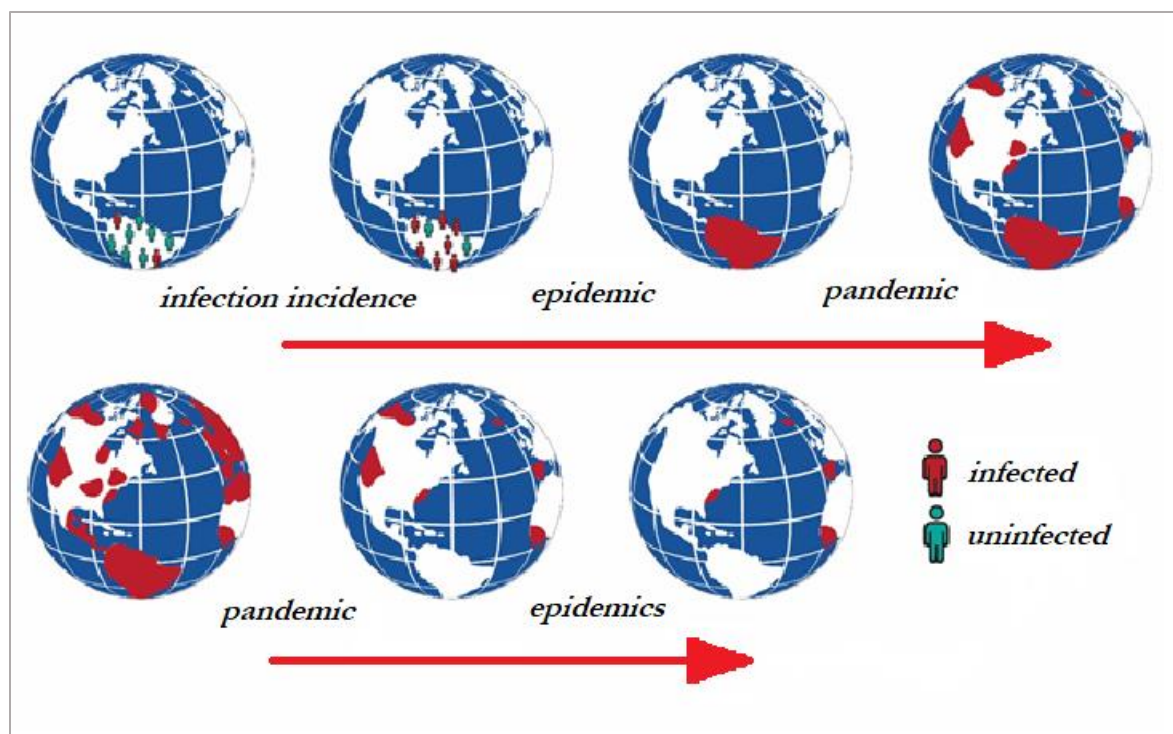 infection incidence
epidemic
pandemic
infected
uninfected
pandemic
epidemics